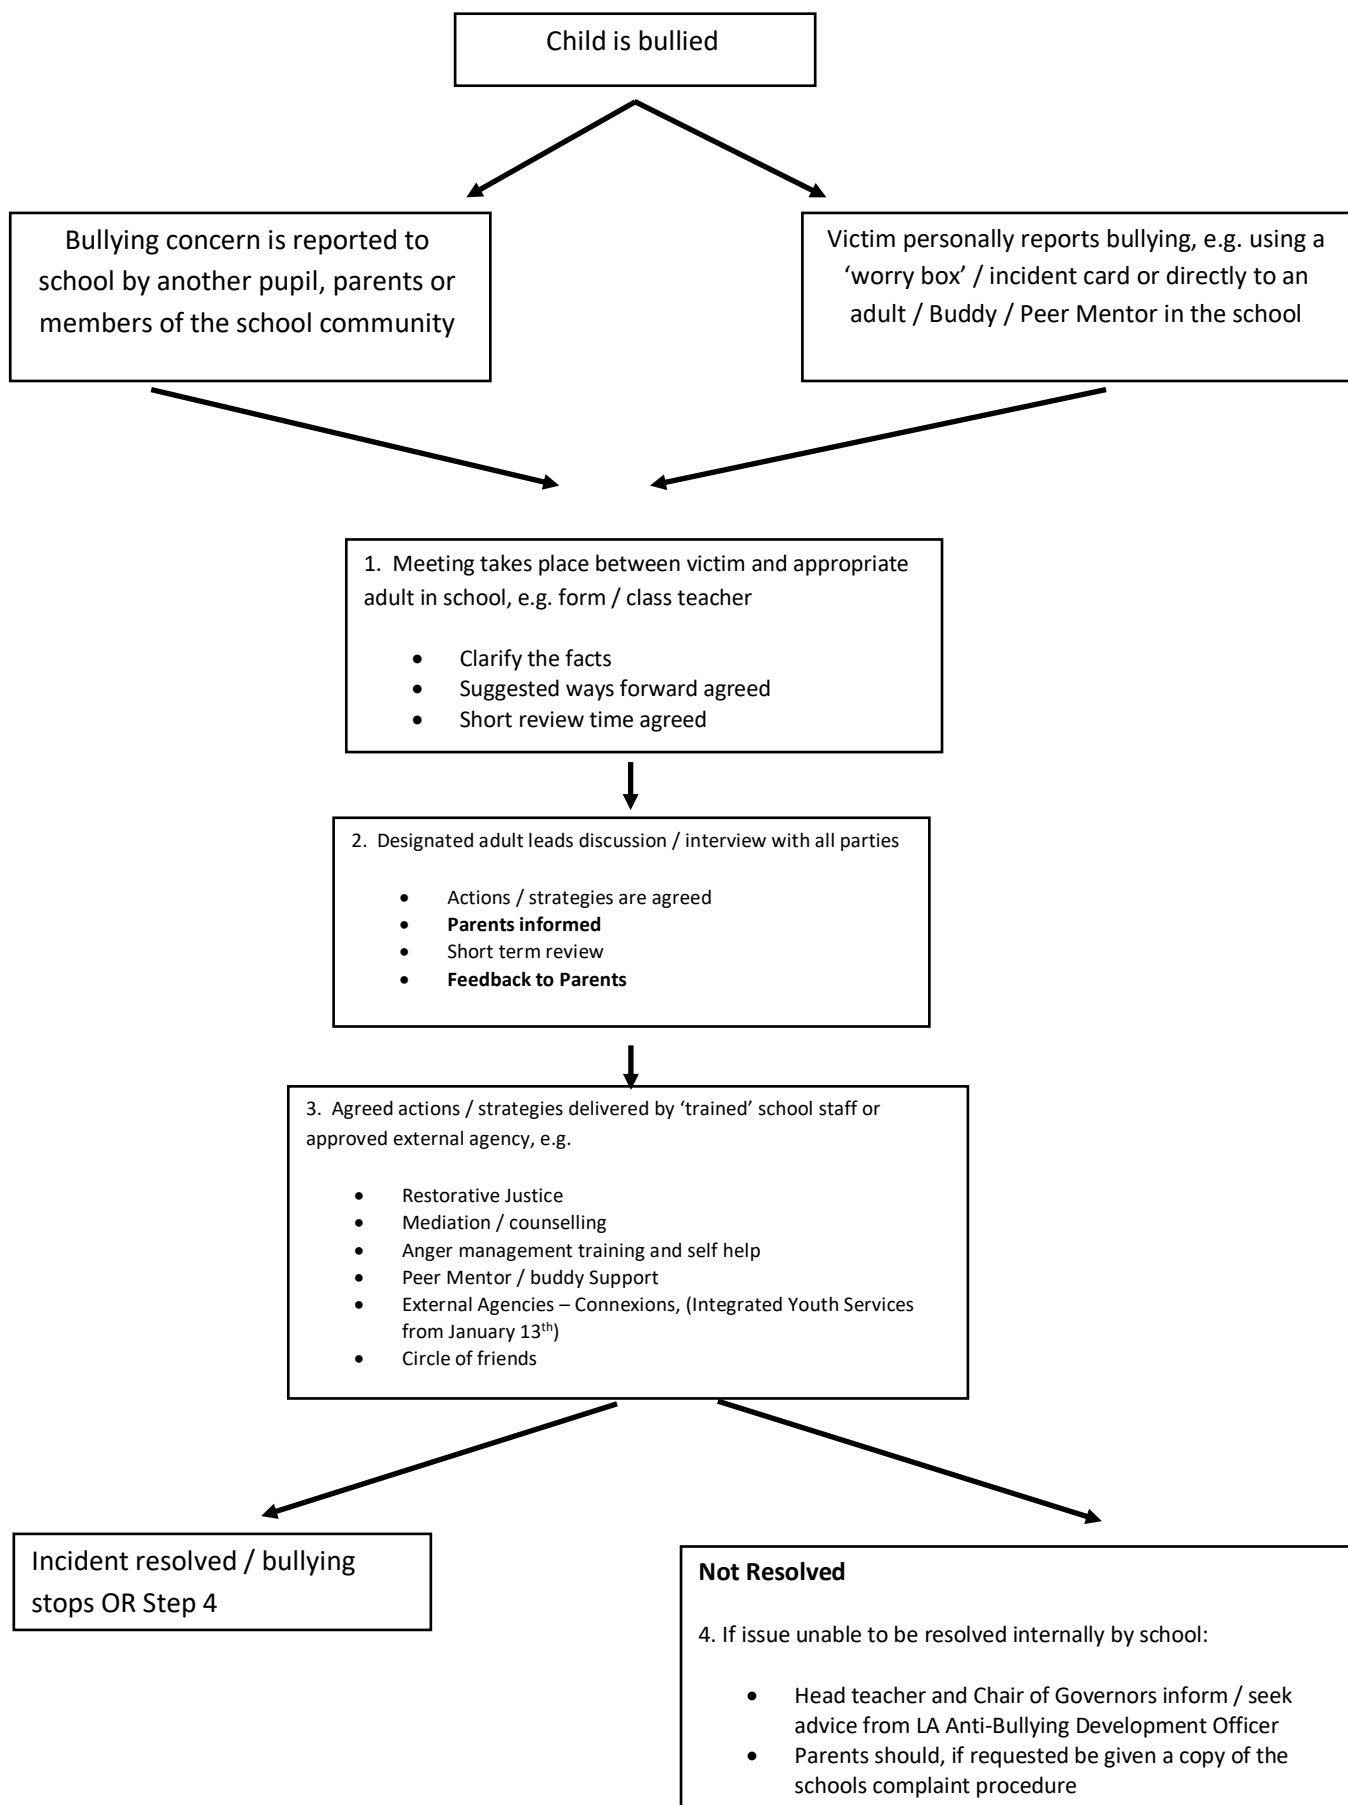 Child is bullied
Bullying concern is reported to
school by another pupil, parents or
members of the school community
Victim personally reports bullying, e.g. using a
‘worry box’ / incident card or directly to an
adult / Buddy / Peer Mentor in the school
1.  Meeting takes place between victim and appropriate
adult in school, e.g. form / class teacher
• Clarify the facts
• Suggested ways forward agreed
• Short review time agreed
2.  Designated adult leads discussion / interview with all parties
• Actions / strategies are agreed
• Parents informed
• Short term review
• Feedback to Parents
3.  Agreed actions / strategies delivered by ‘trained’ school staff or
approved external agency, e.g.
• Restorative Justice
• Mediation / counselling
• Anger management training and self help
• Peer Mentor / buddy Support
• External Agencies – Connexions, (Integrated Youth Services
from January 13th)
• Circle of friends
Incident resolved / bullying
stops OR Step 4
Not Resolved
4. If issue unable to be resolved internally by school:
• Head teacher and Chair of Governors inform / seek
advice from LA Anti-Bullying Development Officer
• Parents should, if requested be given a copy of the
schools complaint procedure